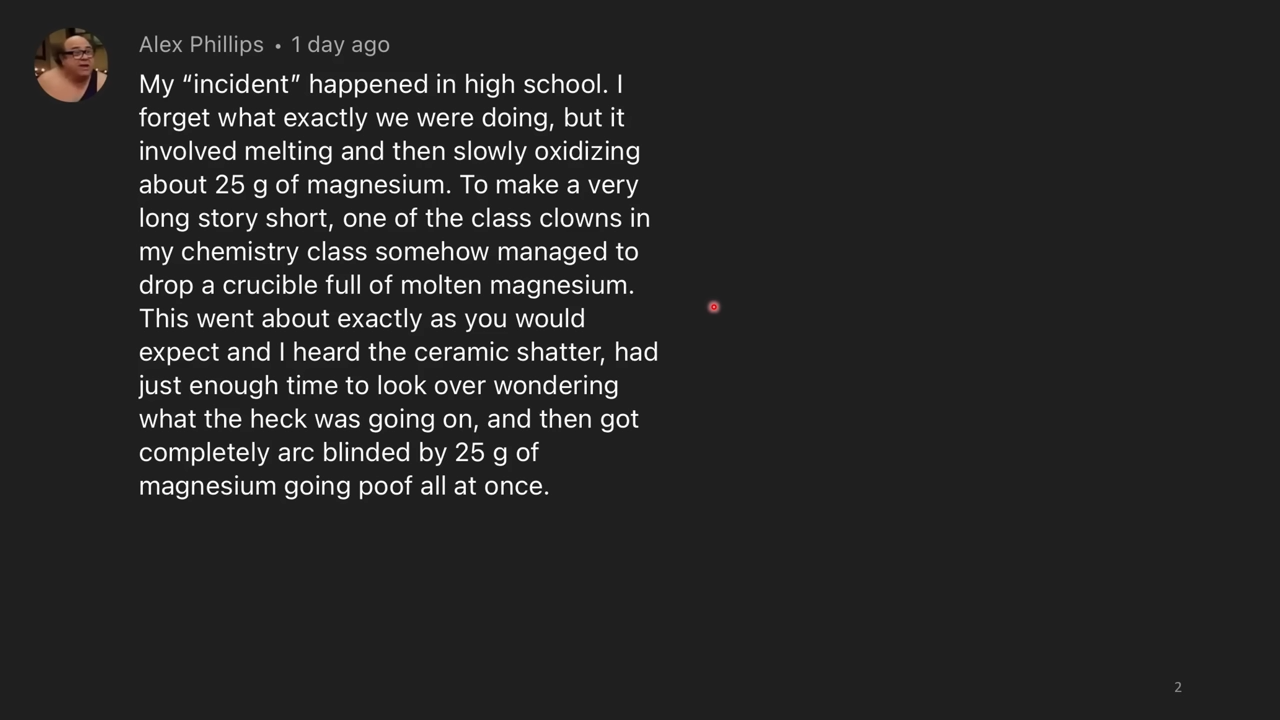 Alex Phillips • 1 day ago
My “incident” happened in high school. I
forget what exactly we were doing, but it
involved melting and then slowly oxidizing
about 25 g of magnesium. To make a very
long story short, one of the class clowns in
my chemistry class somehow managed to
drop a crucible full of molten magnesium.
This went about exactly as you would
expect and I heard the ceramic shatter, had
just enough time to look over wondering
what the heck was going on, and then got
completely arc blinded by 25 g of
magnesium going poof all at once.
2